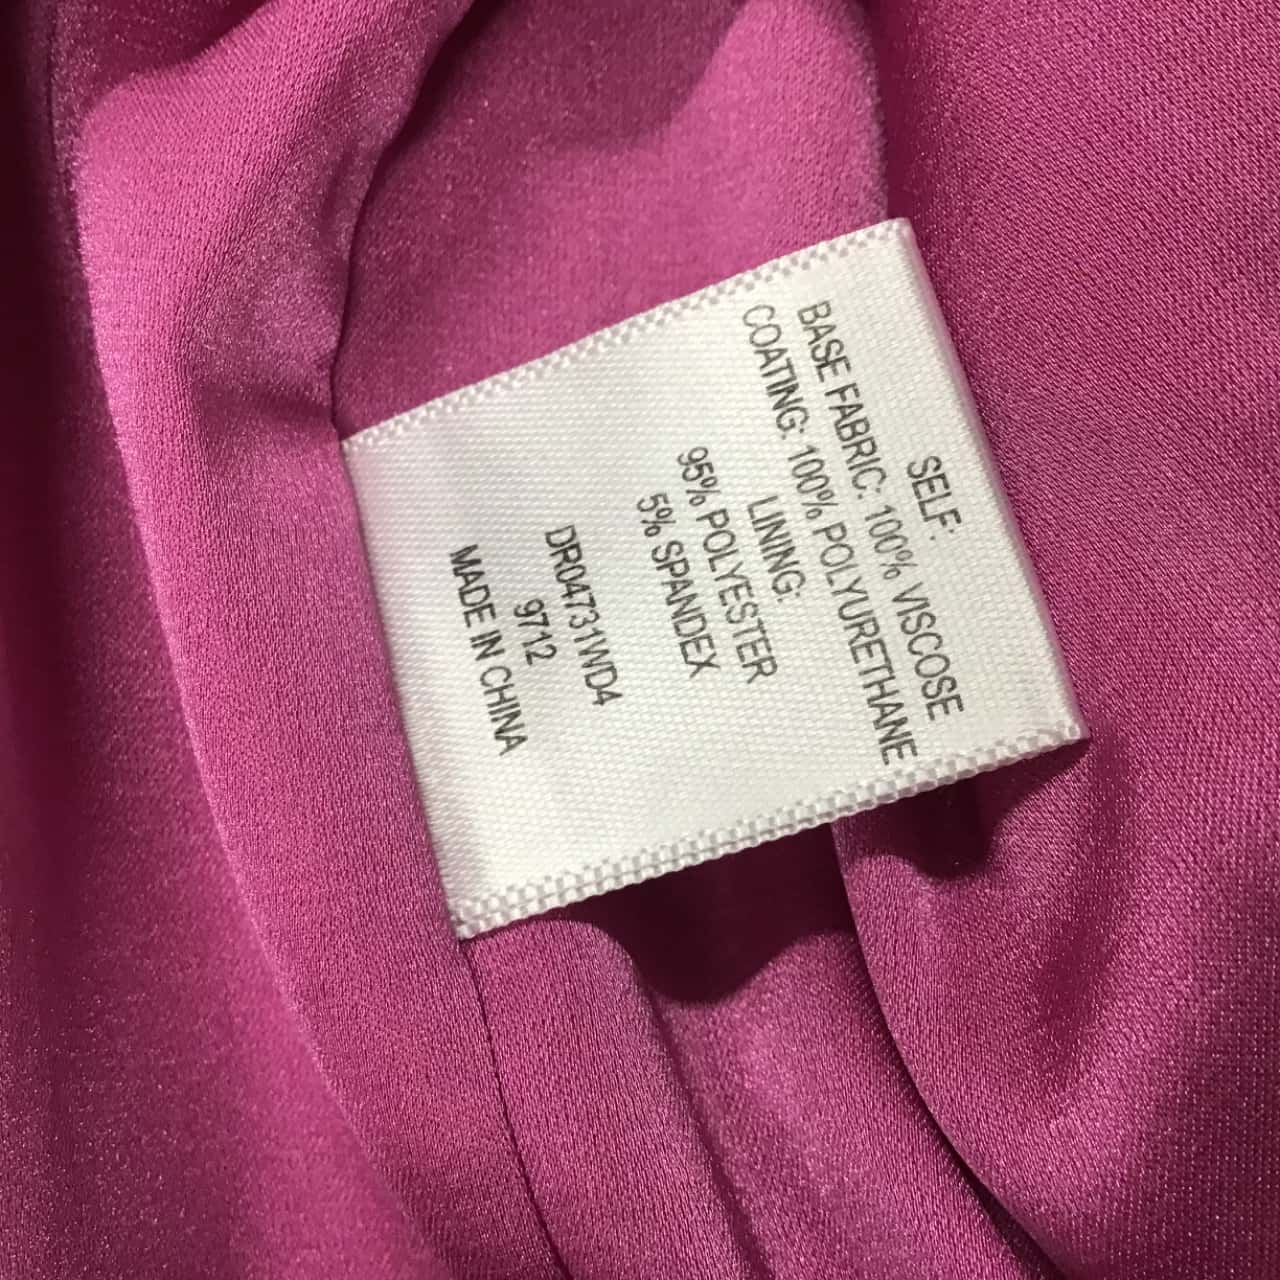 SELF:
BASE FABRIC: 100% VISCOSE
COATING: 100% POLYURETHANE
LINING:
95% POLYESTER
5% SPANDEX
DR04731WD4
9712
MADE IN CHINA